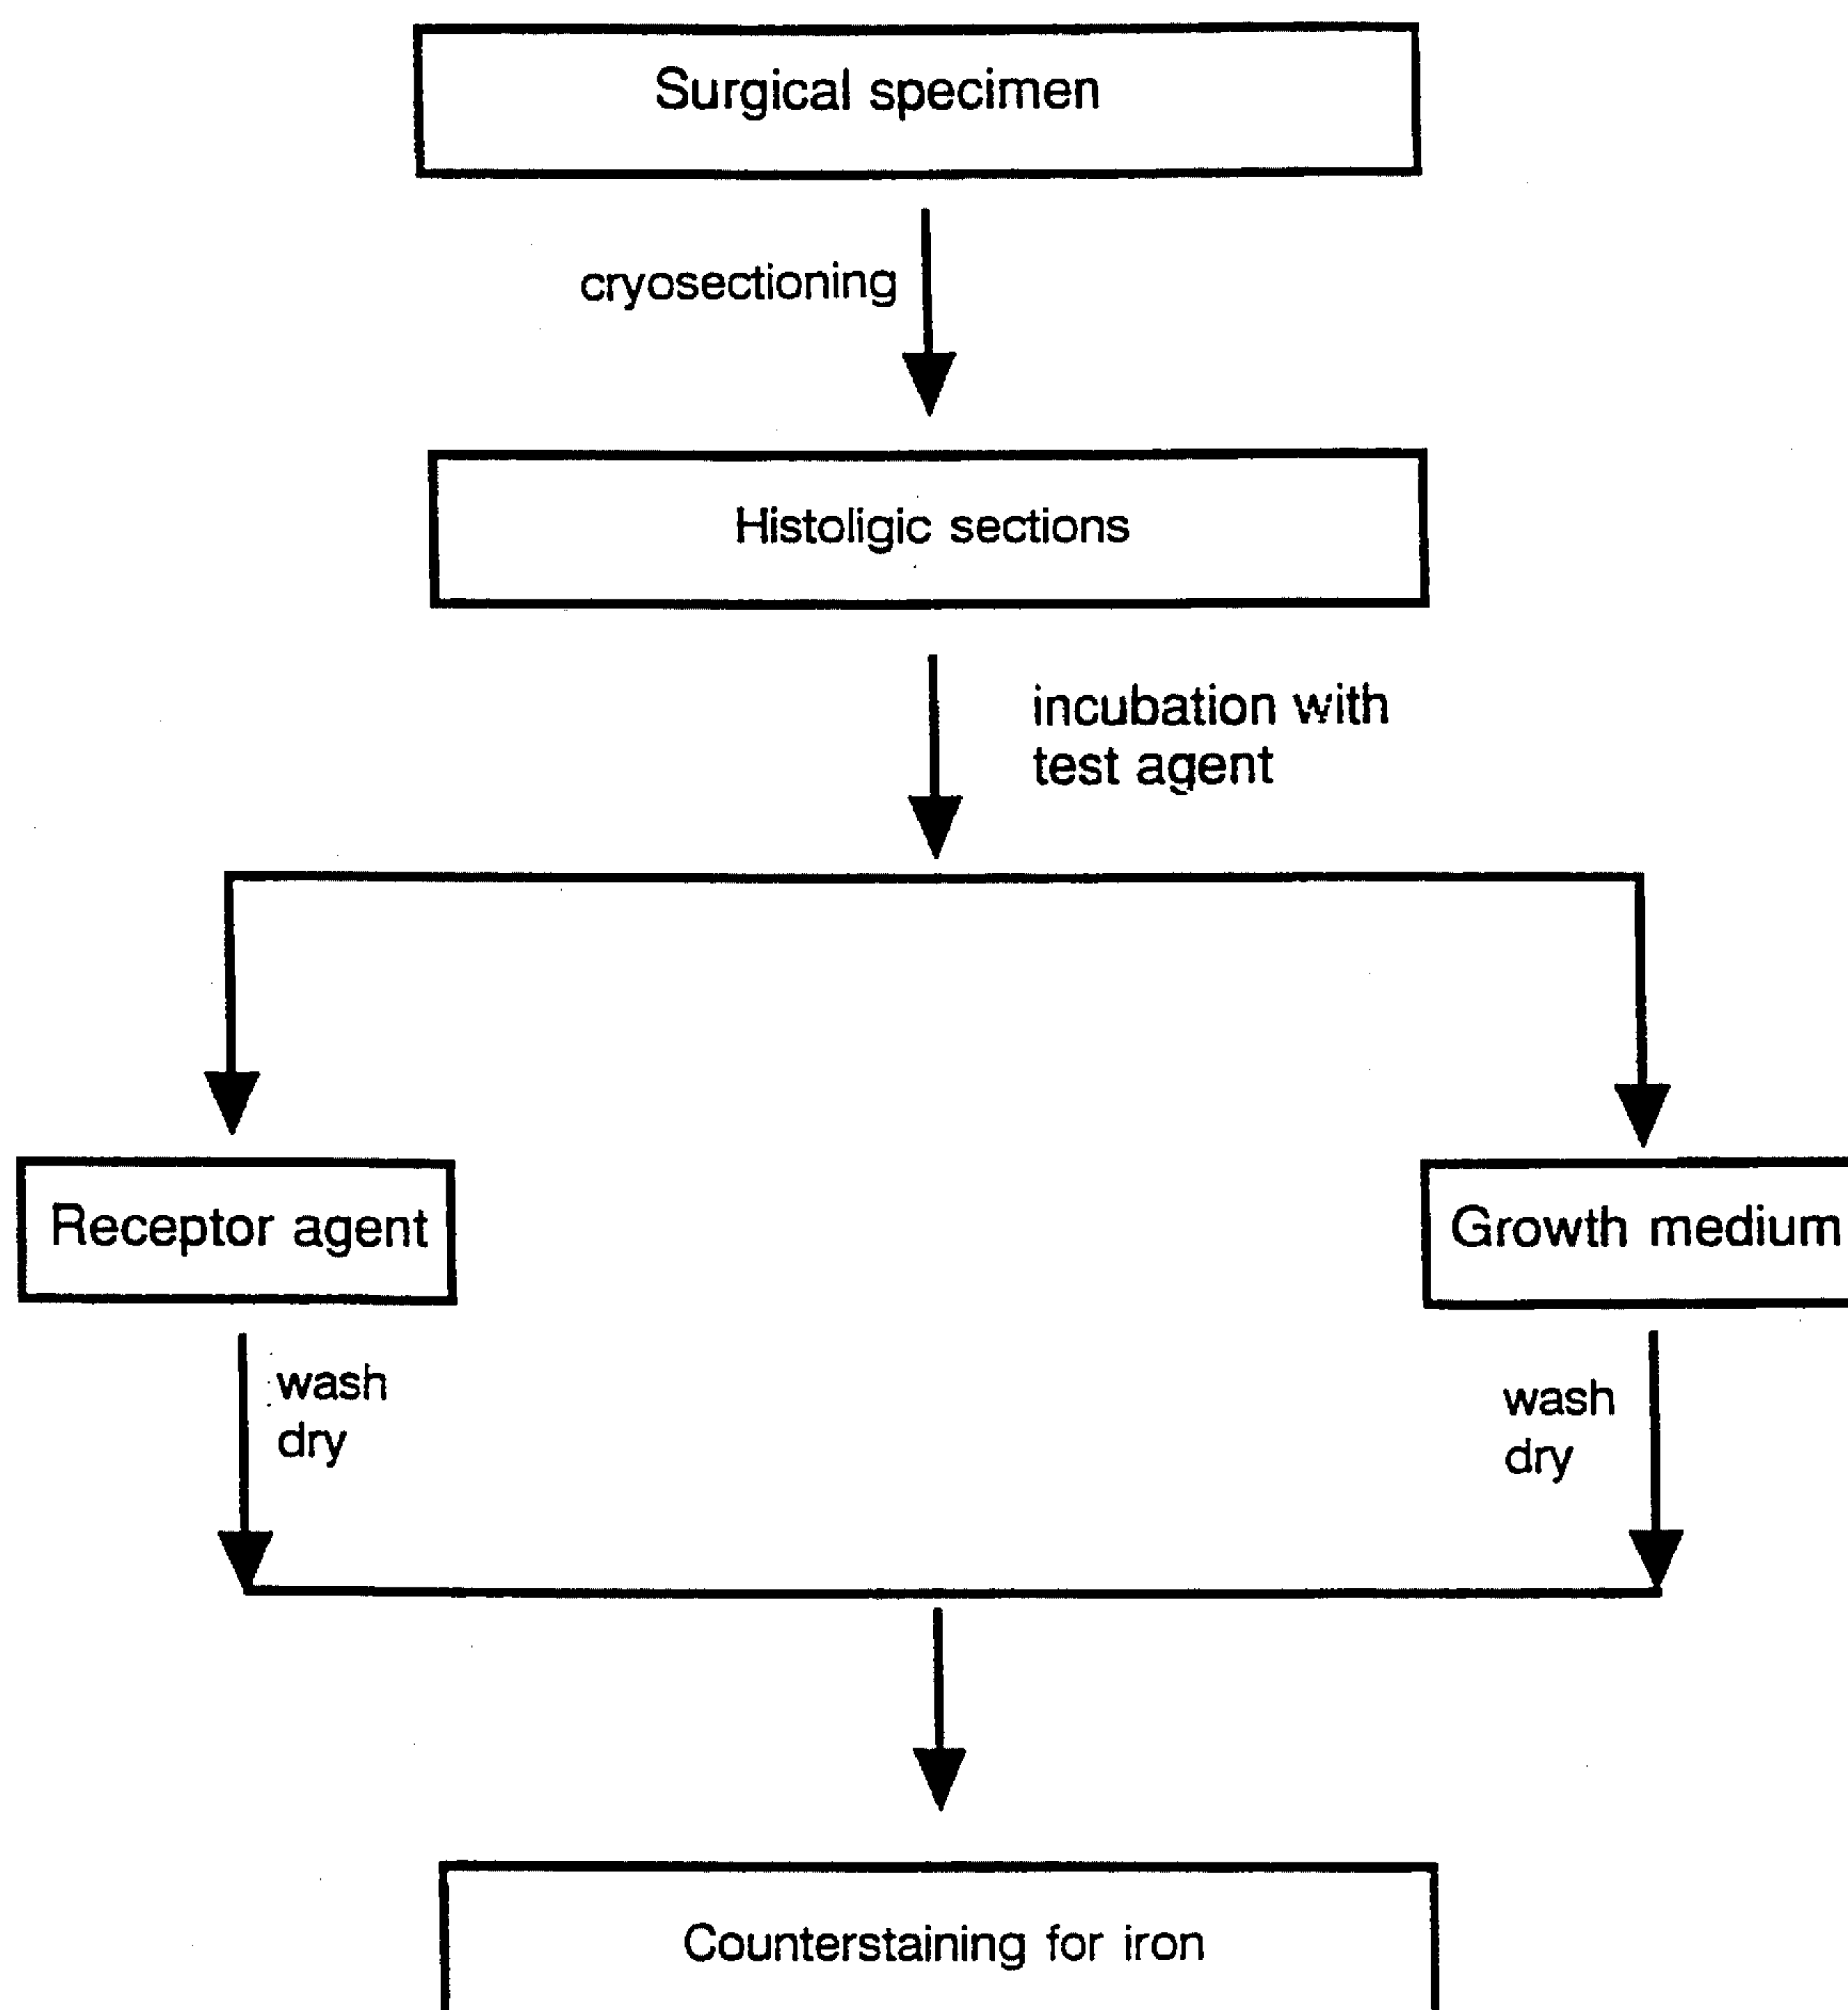 Surgical specimen
cryosectioning
Histoligic sections
incubation with
test agent
Receptor agent
Growth medium
wash
dry
wash
dry
Counterstaining for iron